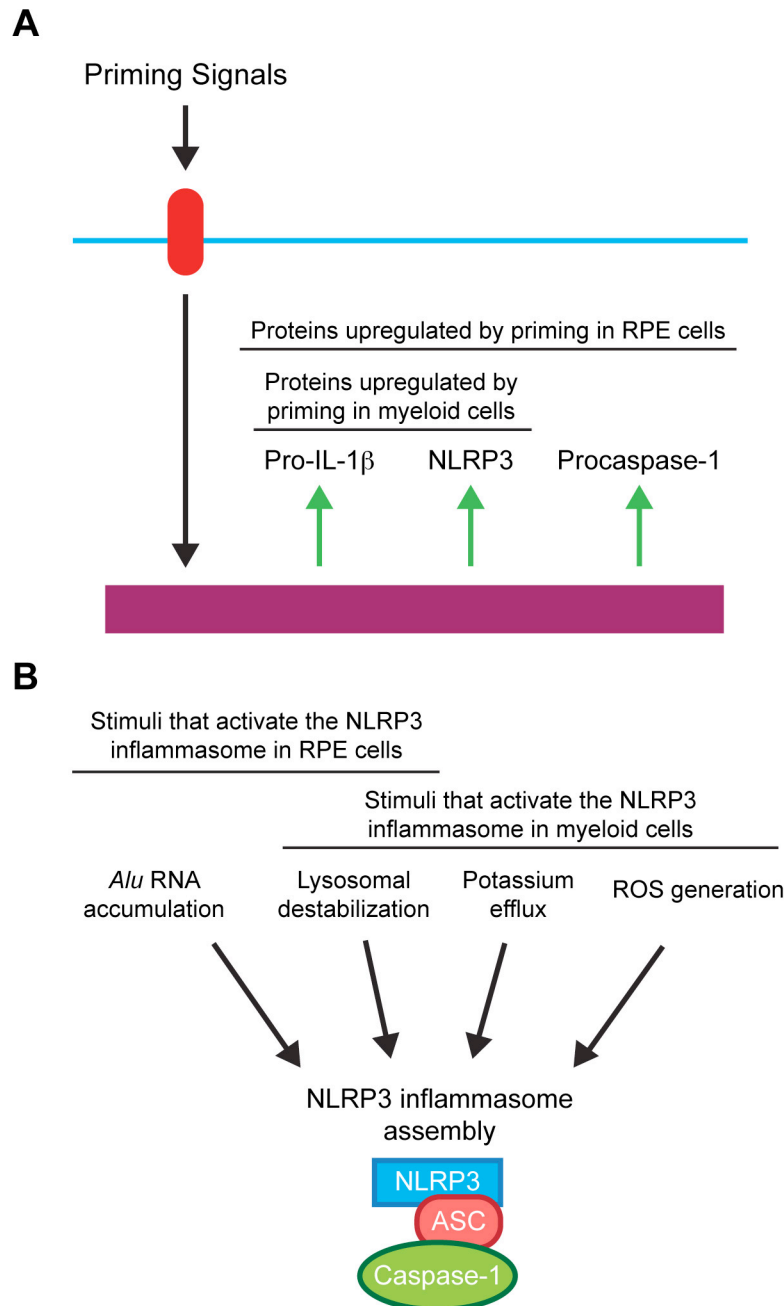 A
Priming Signals
Proteins upregulated by priming in RPE cells
Proteins upregulated by
priming in myeloid cells
Pro-IL-1β NLRP3 Procaspase-1
B
Stimuli that activate the NLRP3
inflammasome in RPE cells
Stimuli that activate the NLRP3
inflammasome in myeloid cells
Alu RNA
accumulation
Lysosomal
destabilization
Potassium
efflux
ROS generation
NLRP3 inflammasome
assembly
NLRP3
ASC
Caspase-1